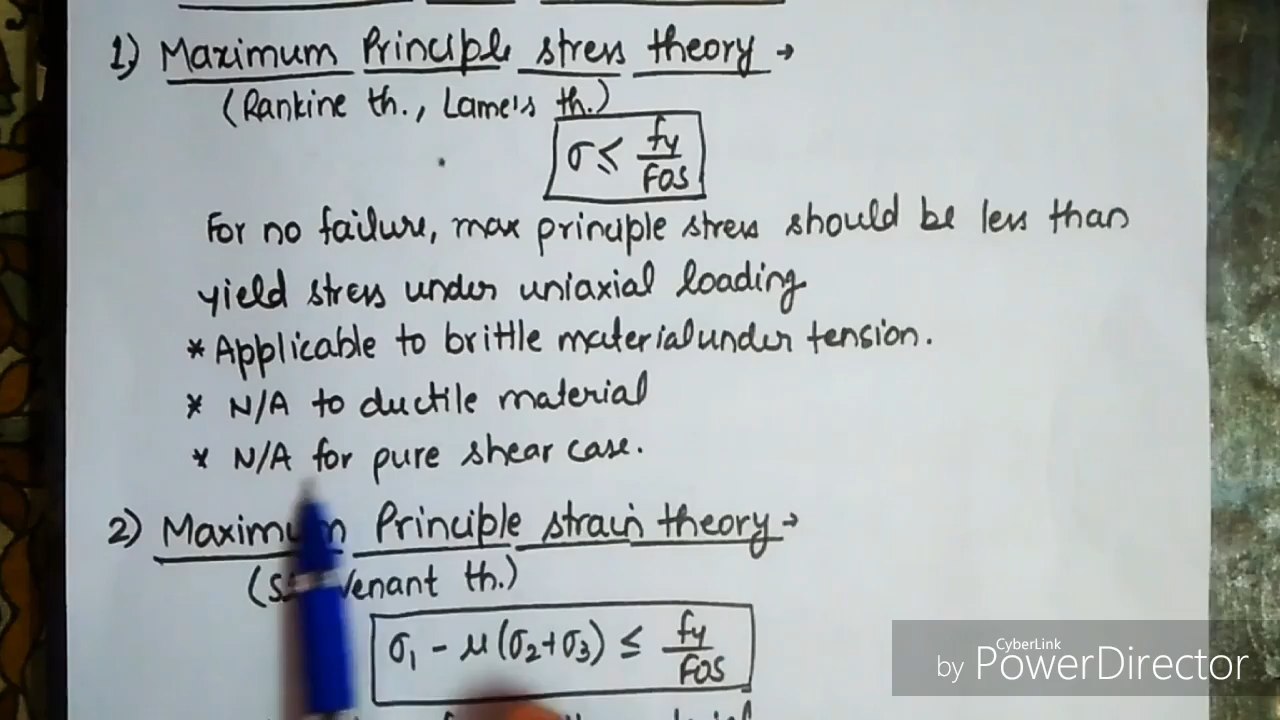 1) Maximum Principle stress theory →
(Rankine th., Lame's th.)
σ ≤ fy/FOS
For no failure, max principle stress should be less than
yield stress under uniaxial loading
* Applicable to brittle material under tension.
* N/A to ductile material
* N/A for pure shear case.
2) Maximum Principle strain theory →
Venant th.)
σ₁ - μ(σ₂+σ₃) ≤ fy/FOS
CyberLink
by PowerDirector